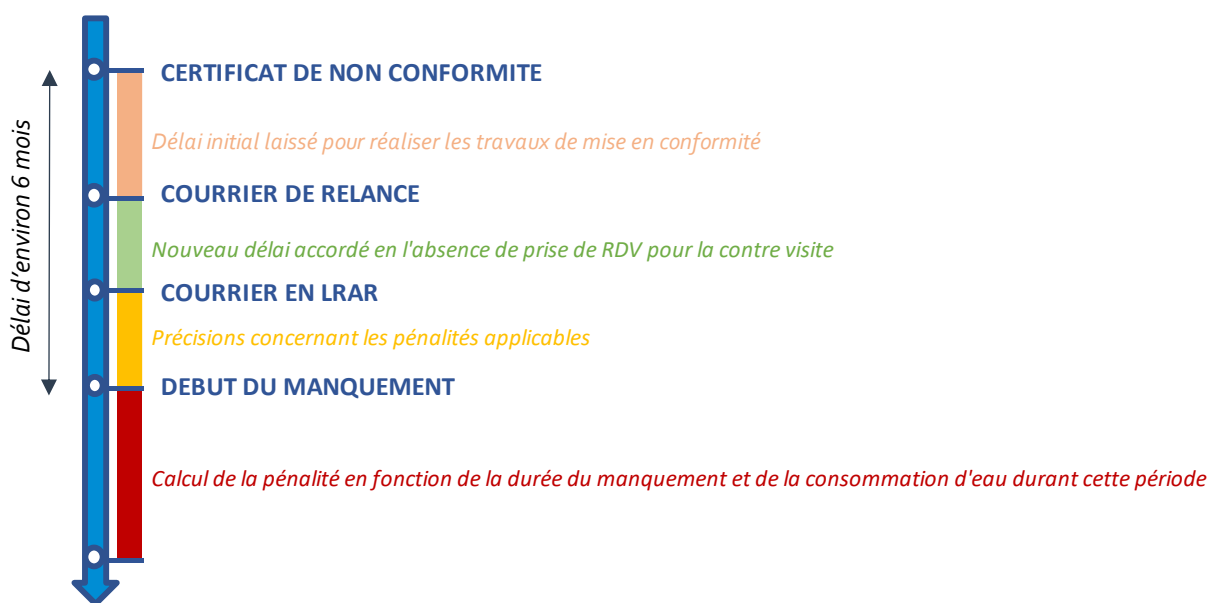 CERTIFICAT DE NON CONFORMITE
Délai initial laissé pour réaliser les travaux de mise en conformité
COURRIER DE RELANCE
Nouveau délai accordé en l'absence de prise de RDV pour la contre visite
COURRIER EN LRAR
Précisions concernant les pénalités applicables
DEBUT DU MANQUEMENT
Calcul de la pénalité en fonction de la durée du manquement et de la consommation d'eau durant cette période
Délai d'environ 6 mois